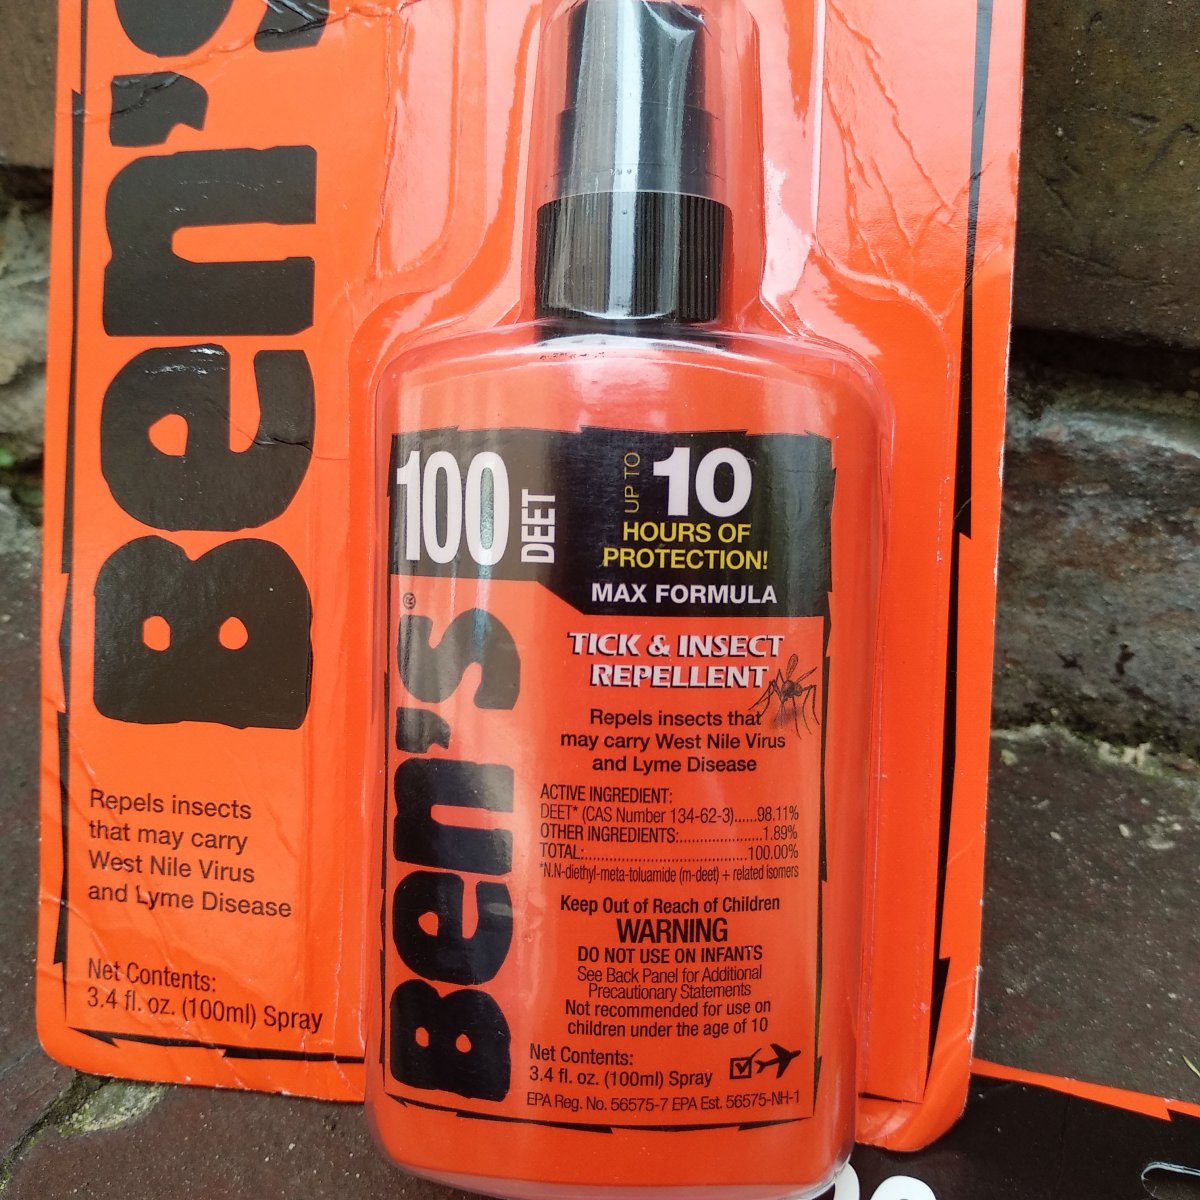 Ben's
Repels insects
that may carry
West Nile Virus
and Lyme Disease
Net Contents:
3.4 fl. oz. (100ml) Spray
100 DEET
UP TO 10
HOURS OF
PROTECTION!
MAX FORMULA
Ben's®
TICK & INSECT
REPELLENT
Repels insects that
may carry West Nile Virus
and Lyme Disease
ACTIVE INGREDIENT:
DEET* (CAS Number 134-62-3)......98.11%
OTHER INGREDIENTS:.....................1.89%
TOTAL:.........................................100.00%
*N.N-diethyl-meta-toluamide (m-deet) + related isomers
Keep Out of Reach of Children
WARNING
DO NOT USE ON INFANTS
See Back Panel for Additional
Precautionary Statements
Not recommended for use on
children under the age of 10
Net Contents:
3.4 fl. oz. (100ml) Spray
EPA Reg. No. 56575-7 EPA Est. 56575-NH-1